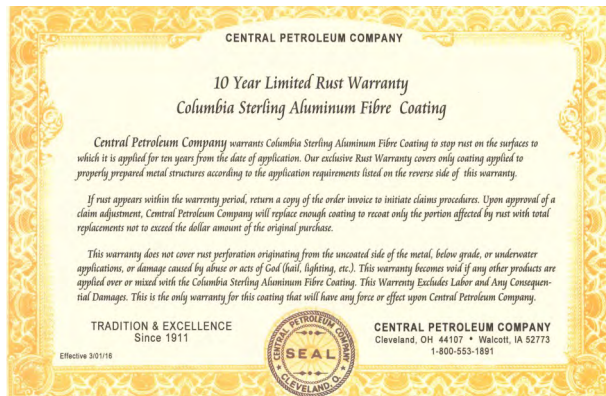 CENTRAL PETROLEUM COMPANY
10 Year Limited Rust Warranty
Columbia Sterling Aluminum Fibre Coating
Central Petroleum Company warrants Columbia Sterling Aluminum Fibre Coating to stop rust on the surfaces to
which it is applied for ten years from the date of application. Our exclusive Rust Warranty covers only coating applied to
properly prepared metal structures according to the application requirements listed on the reverse side of this warranty.
If rust appears within the warrenty period, return a copy of the order invoice to initiate claims procedures. Upon approval of a
claim adjustment, Cemtral Petroleum Company will replace enough coating to recoat only the portion affected by rust with total
replacements not to exceed the dollar amount of the original purchase.
This warranty does not cover rust perforation originating from the uncoated side of the metal, below grade, or underwater
applications, or damage caused by abuse or acts of God (hail, lighting, etc.). This warranty becomes void if any other products are
applied over or mixed with the Columbia Sterling Aluminum Fibre Coating. This Warrenty Excludes Labor and Any Consequen-
tial Damages. This is the only warranty for this coating that will have any force or effect upon Central Petroleum Company.
TRADITION & EXCELLENCE
Since 1911
Effective 3/01/16
CENTRAL PETROLEUM COMPANY
SEAL
CLEVELAND, O.
CENTRAL PETROLEUM COMPANY
Cleveland, OH 44107 • Walcott, IA 52773
1-800-553-1891